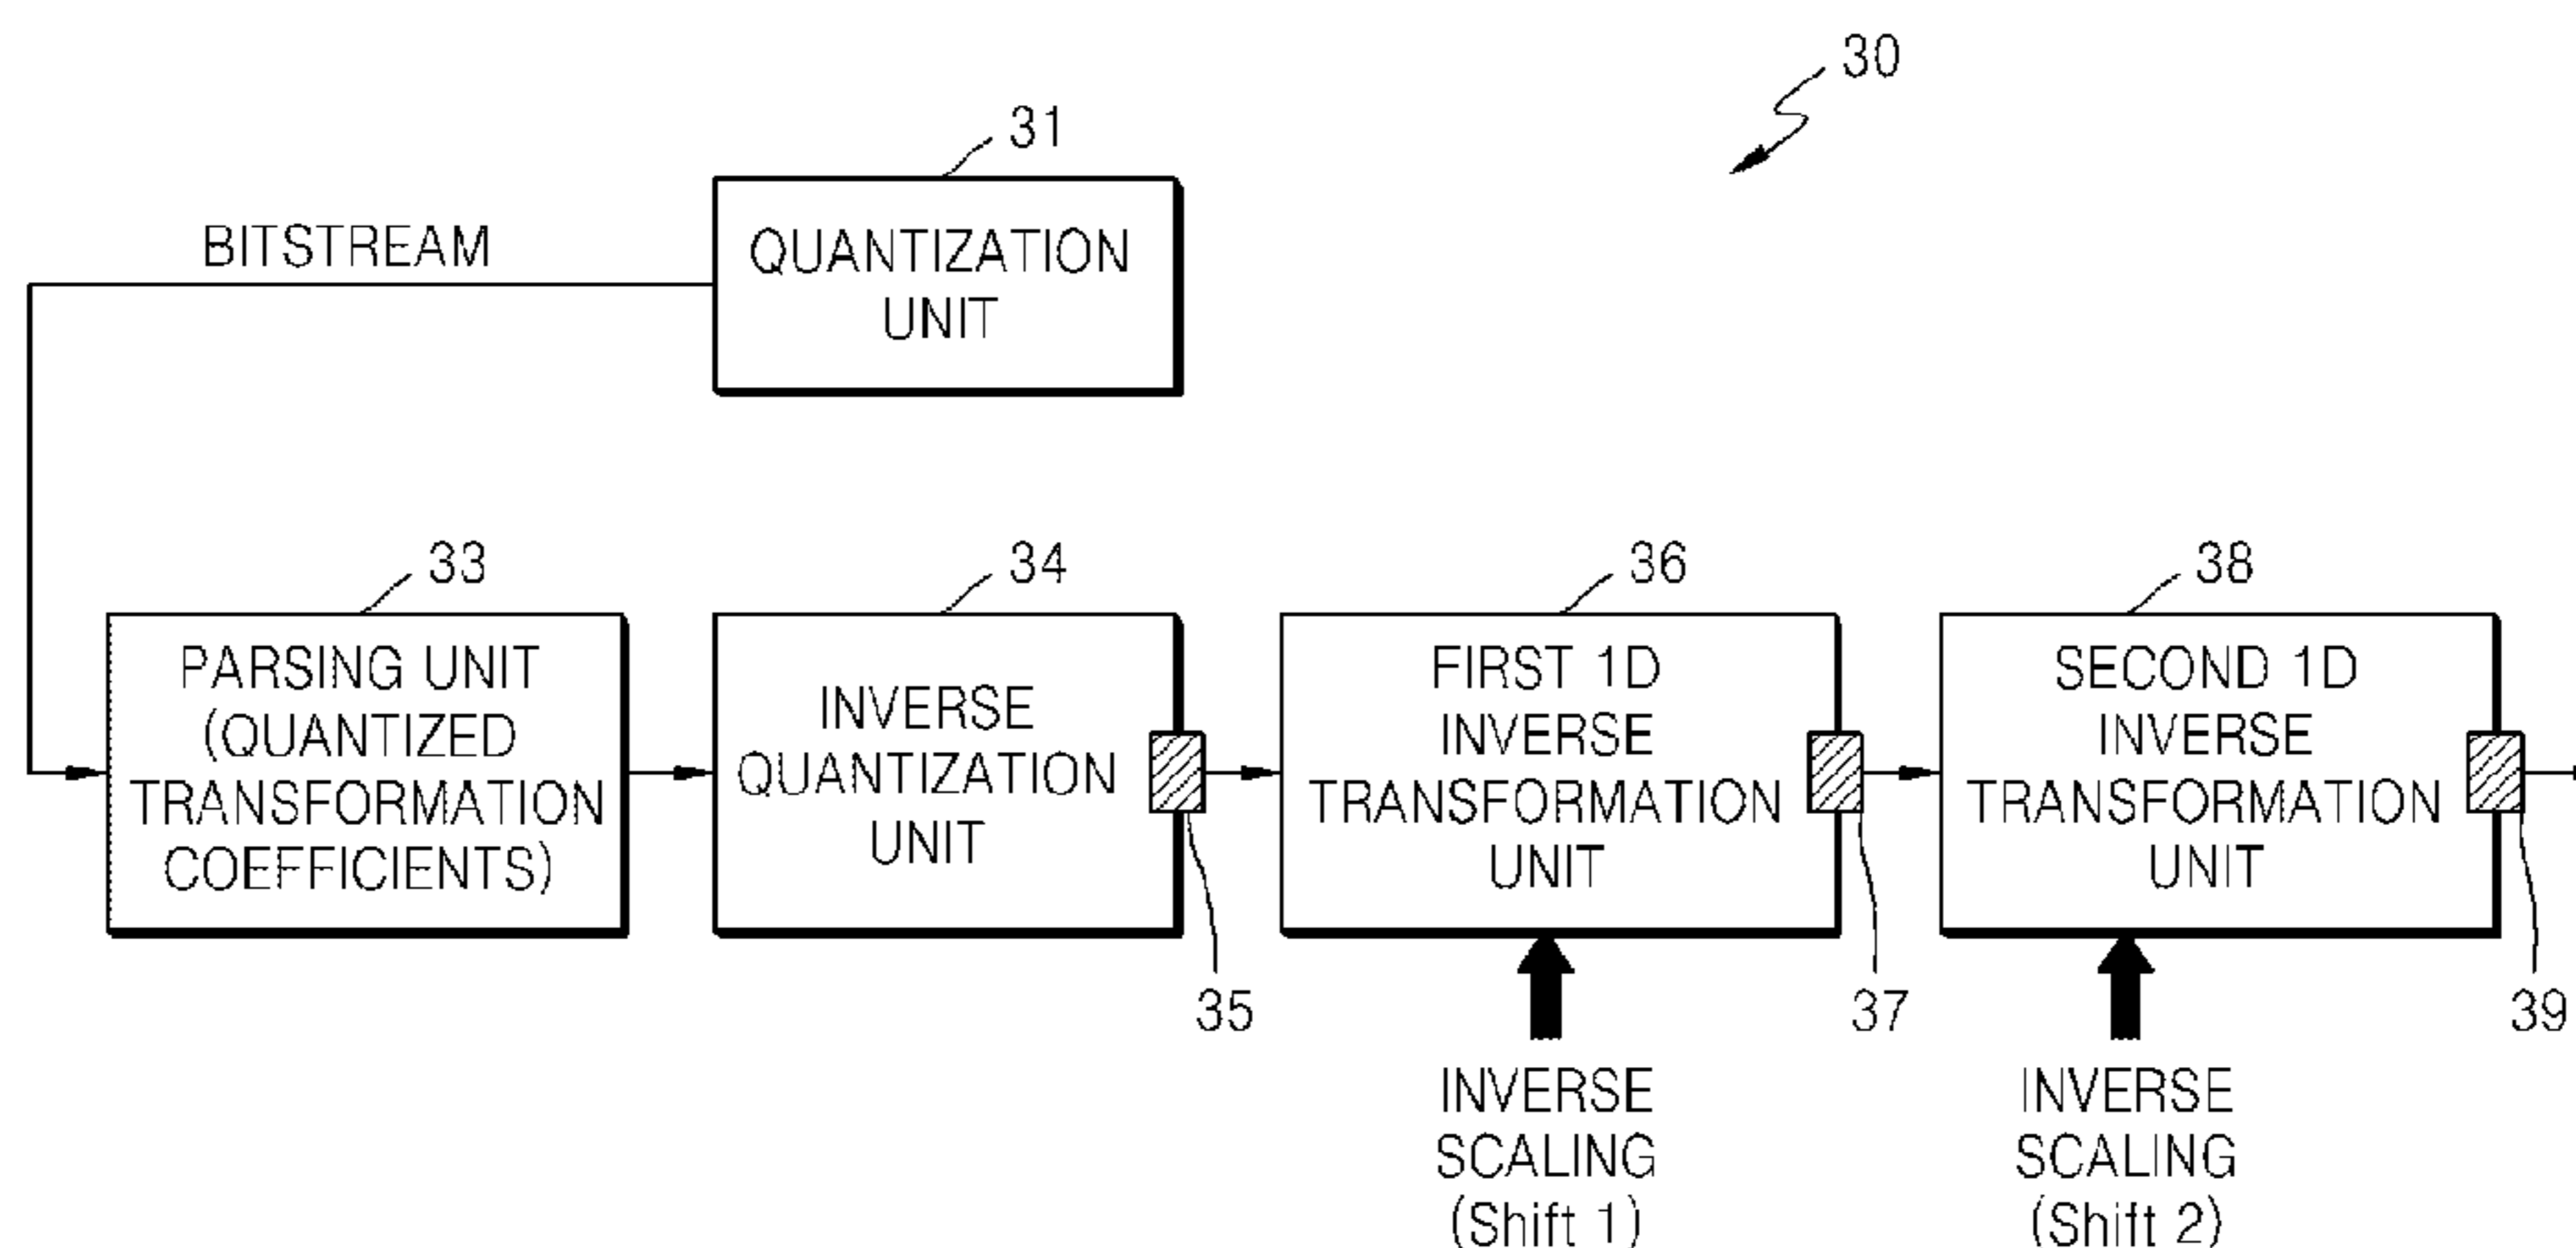 30
31
BITSTREAM
QUANTIZATION
UNIT
33
34
36
38
PARSING UNIT
(QUANTIZED
TRANSFORMATION
COEFFICIENTS)
INVERSE
QUANTIZATION
UNIT
FIRST 1D
INVERSE
TRANSFORMATION
UNIT
SECOND 1D
INVERSE
TRANSFORMATION
UNIT
35
37
39
INVERSE
SCALING
(Shift 1)
INVERSE
SCALING
(Shift 2)